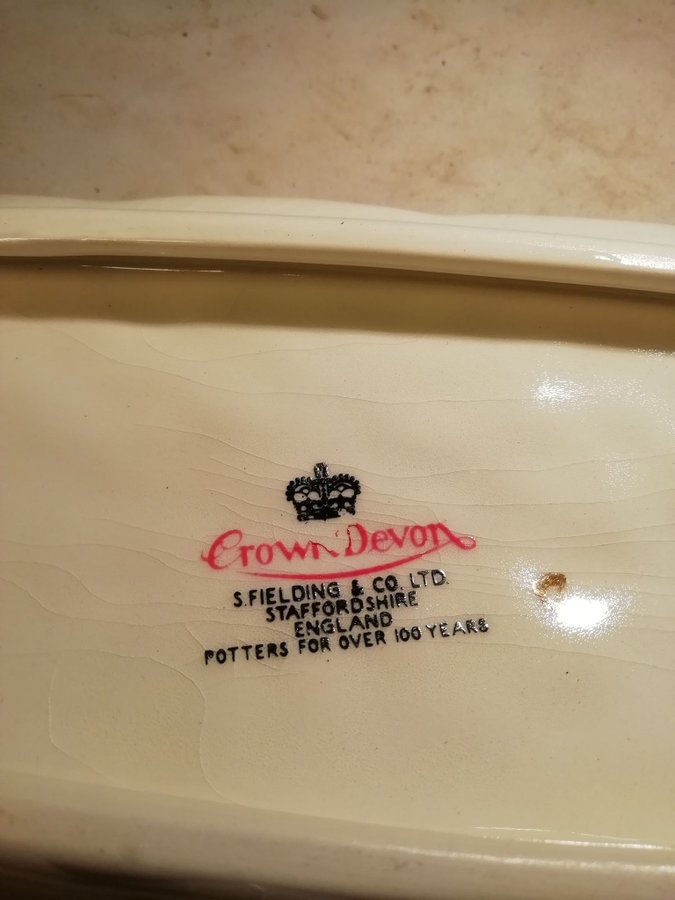 Crown Devon
S. FIELDING & CO. LTD.
STAFFORDSHIRE
ENGLAND
POTTERS FOR OVER 100 YEARS